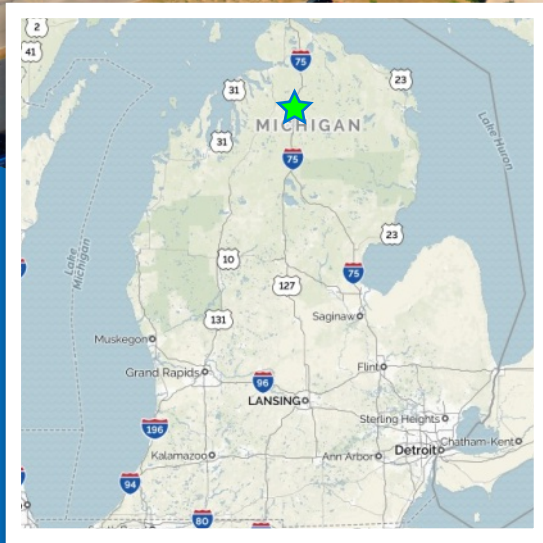 2
41
75
31
23
MICHIGAN
Lake Huron
31
75
23
Lake
Michigan
10
75
127
131
Saginaw
Muskegon
Flint
Grand Rapids
96
LANSING
Sterling Heights
196
Chatham-Kent
Detroit
Kalamazoo
Ann Arbor
94
80